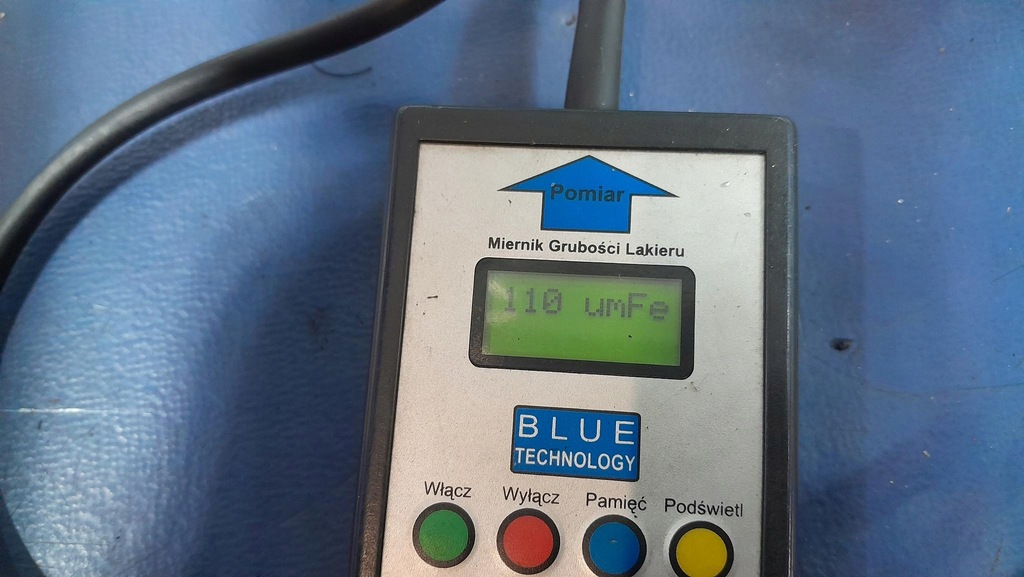 Pomiar
Miernik Grubości Lakieru
110 umFe
BLUE
TECHNOLOGY
Włącz Wyłącz Pamięć Podświetl